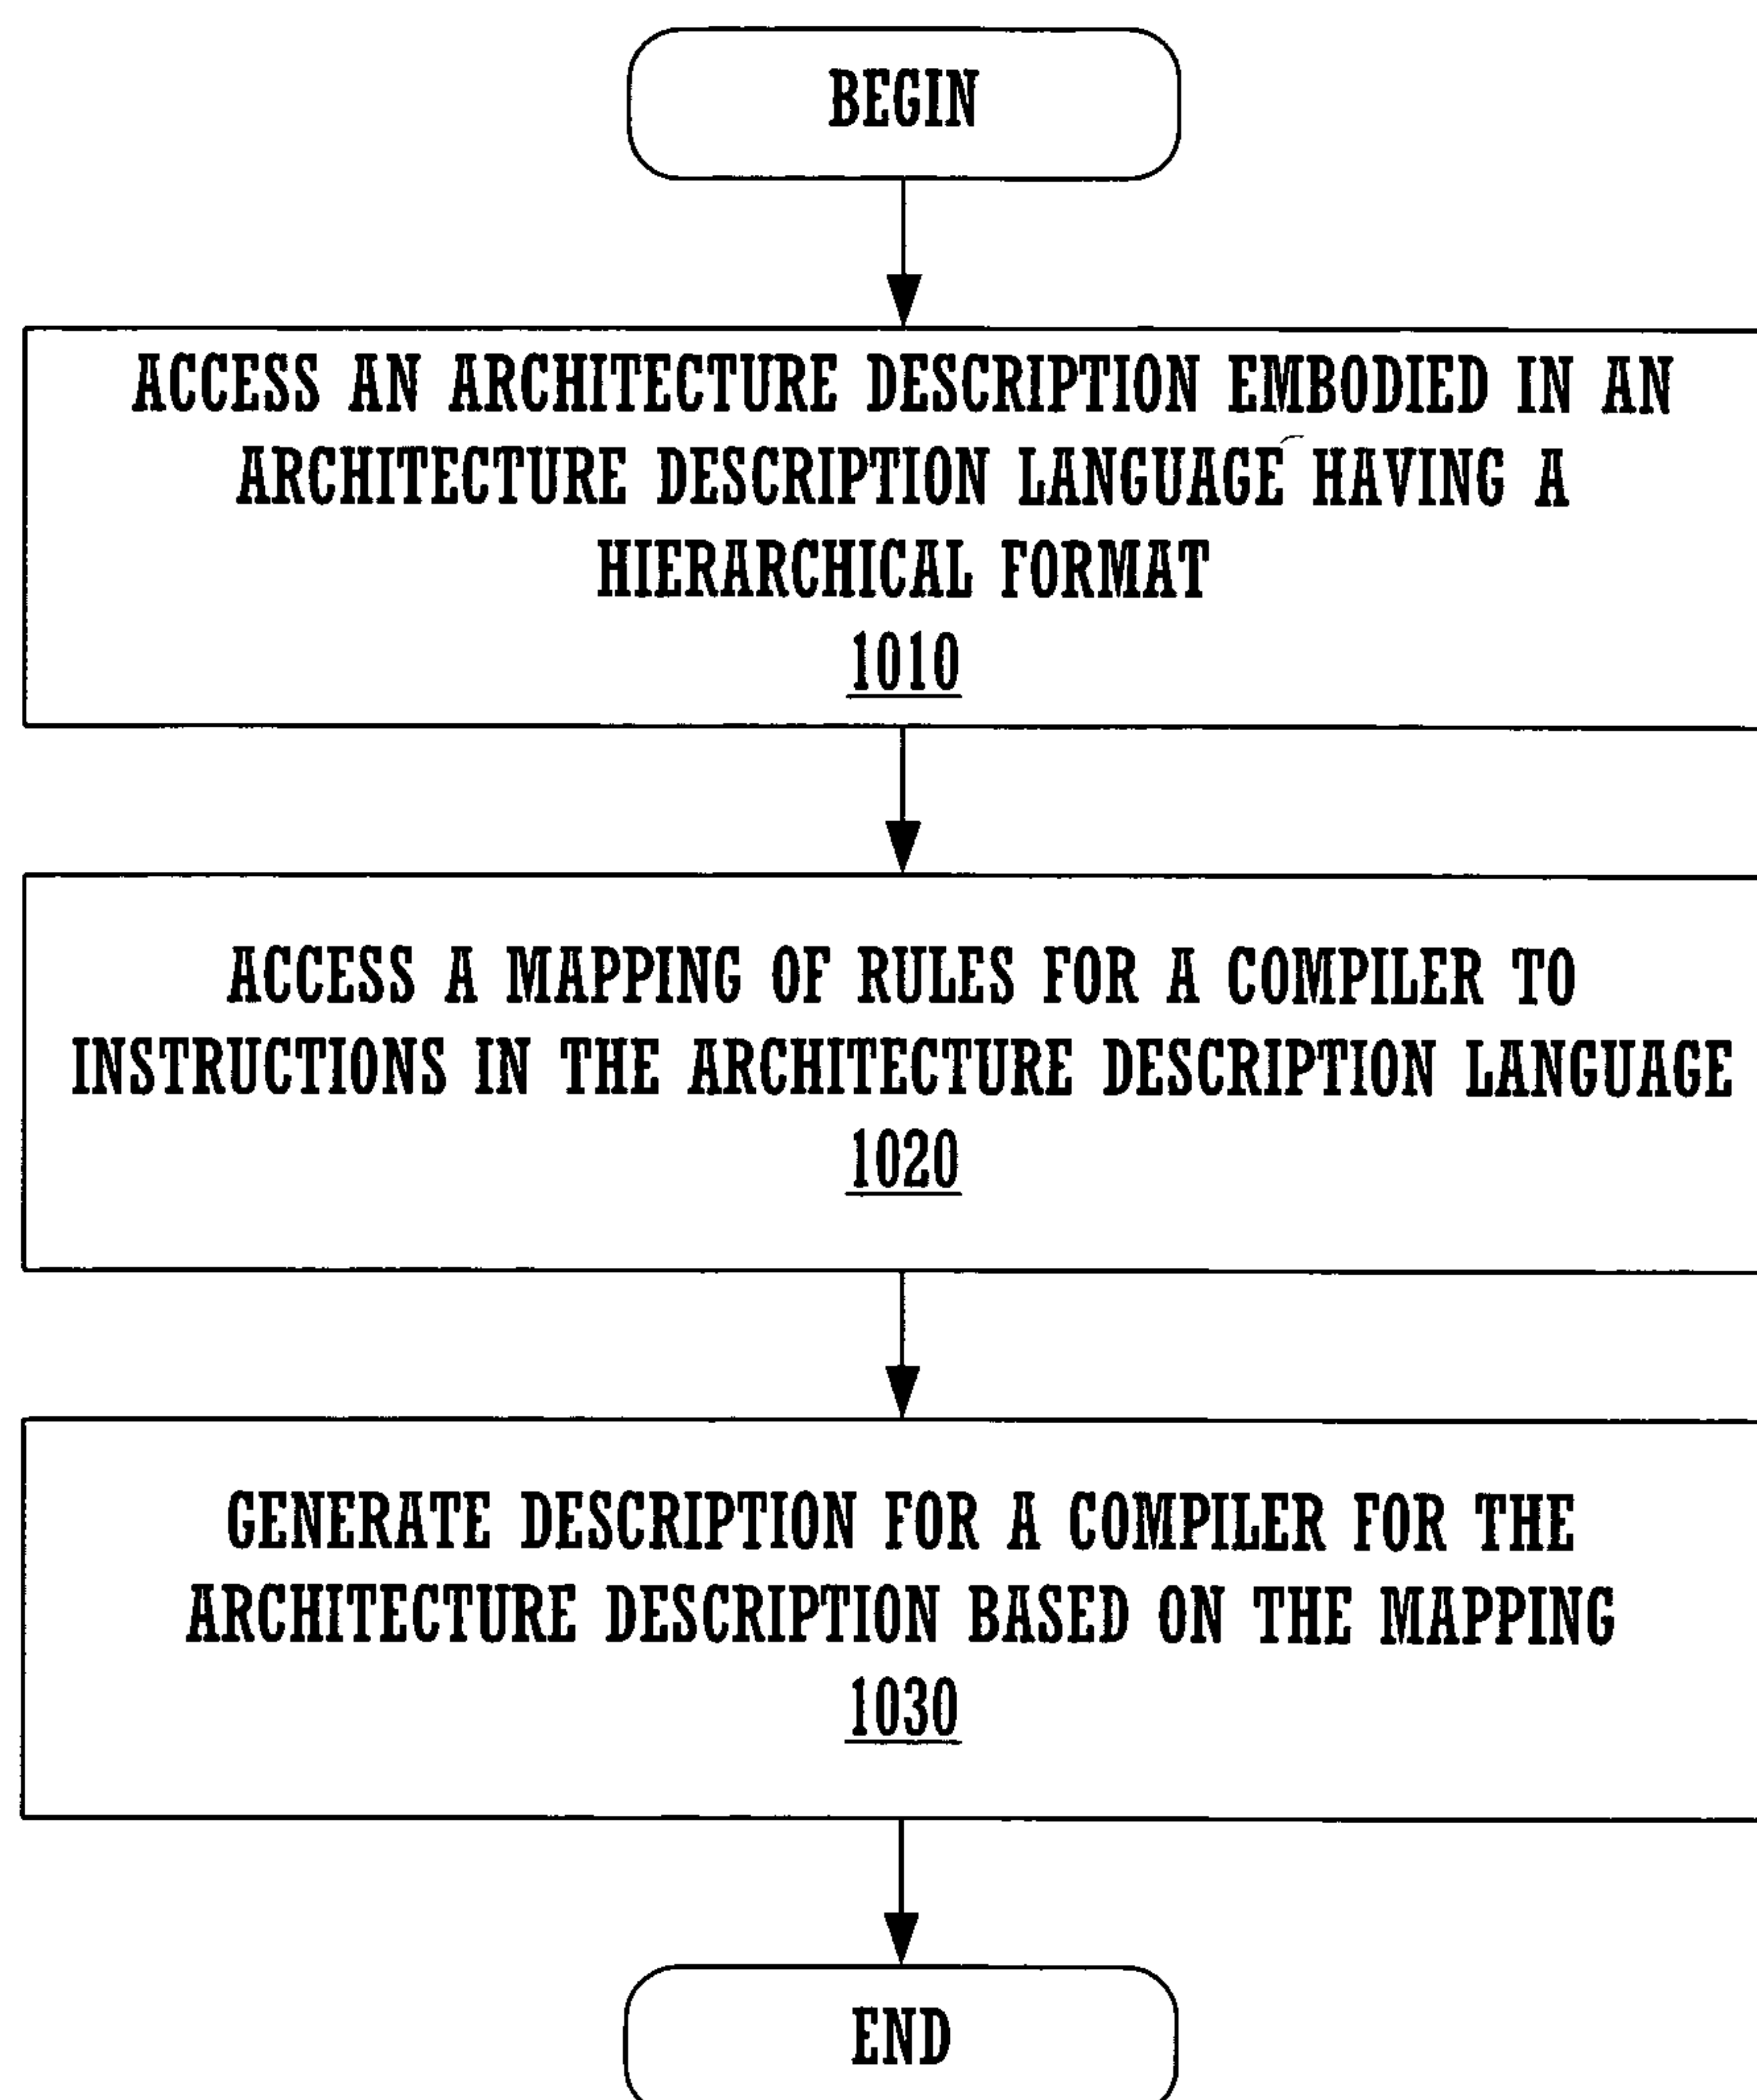 BEGIN
ACCESS AN ARCHITECTURE DESCRIPTION EMBODIED IN AN
ARCHITECTURE DESCRIPTION LANGUAGE HAVING A
HIERARCHICAL FORMAT
1010
ACCESS A MAPPING OF RULES FOR A COMPILER TO
INSTRUCTIONS IN THE ARCHITECTURE DESCRIPTION LANGUAGE
1020
GENERATE DESCRIPTION FOR A COMPILER FOR THE
ARCHITECTURE DESCRIPTION BASED ON THE MAPPING
1030
END